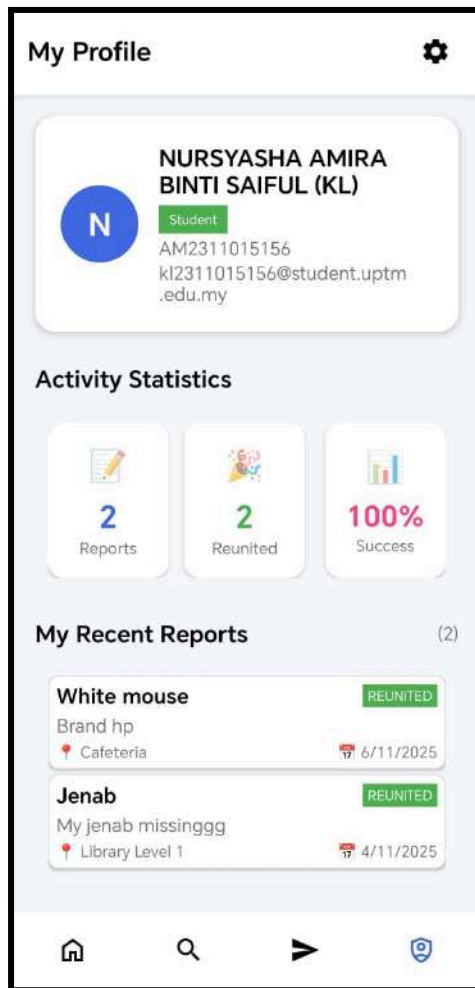 My Profile
N
NURSYASHA AMIRA
BINTI SAIFUL (KL)
Student
AM2311015156
kl2311015156@student.uptm
.edu.my
Activity Statistics
2
Reports
2
Reunited
100%
Success
My Recent Reports (2)
White mouse REUNITED
Brand hp
Cafeteria 6/11/2025
Jenab REUNITED
My jenab missinggg
Library Level 1 4/11/2025